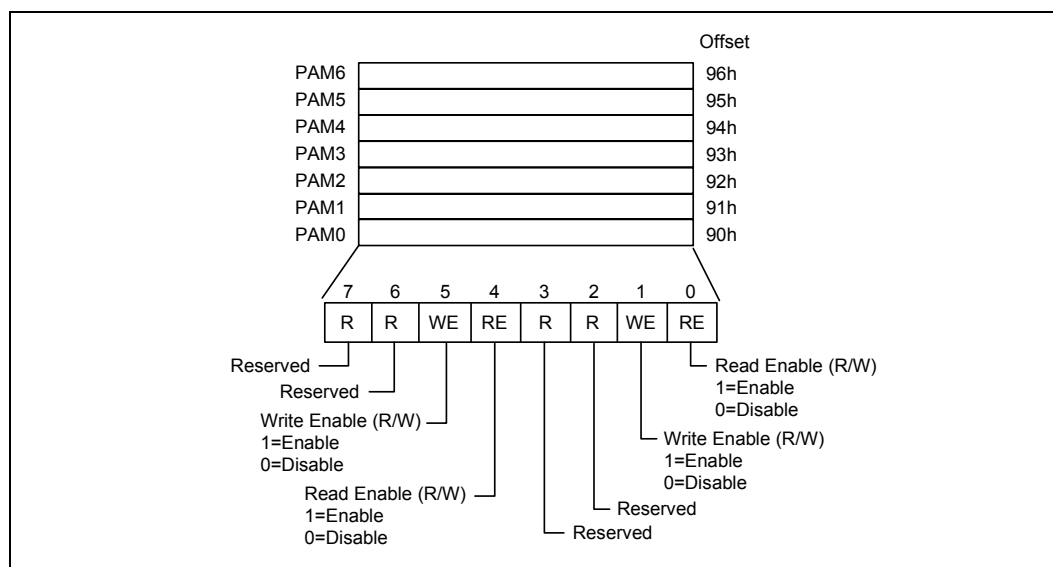 Offset
PAM6 96h
PAM5 95h
PAM4 94h
PAM3 93h
PAM2 92h
PAM1 91h
PAM0 90h
7 6 5 4 3 2 1 0
R R WE RE R R WE RE
Reserved
Reserved
Write Enable (R/W)
1=Enable
0=Disable
Read Enable (R/W)
1=Enable
0=Disable
Reserved
Reserved
Write Enable (R/W)
1=Enable
0=Disable
Read Enable (R/W)
1=Enable
0=Disable